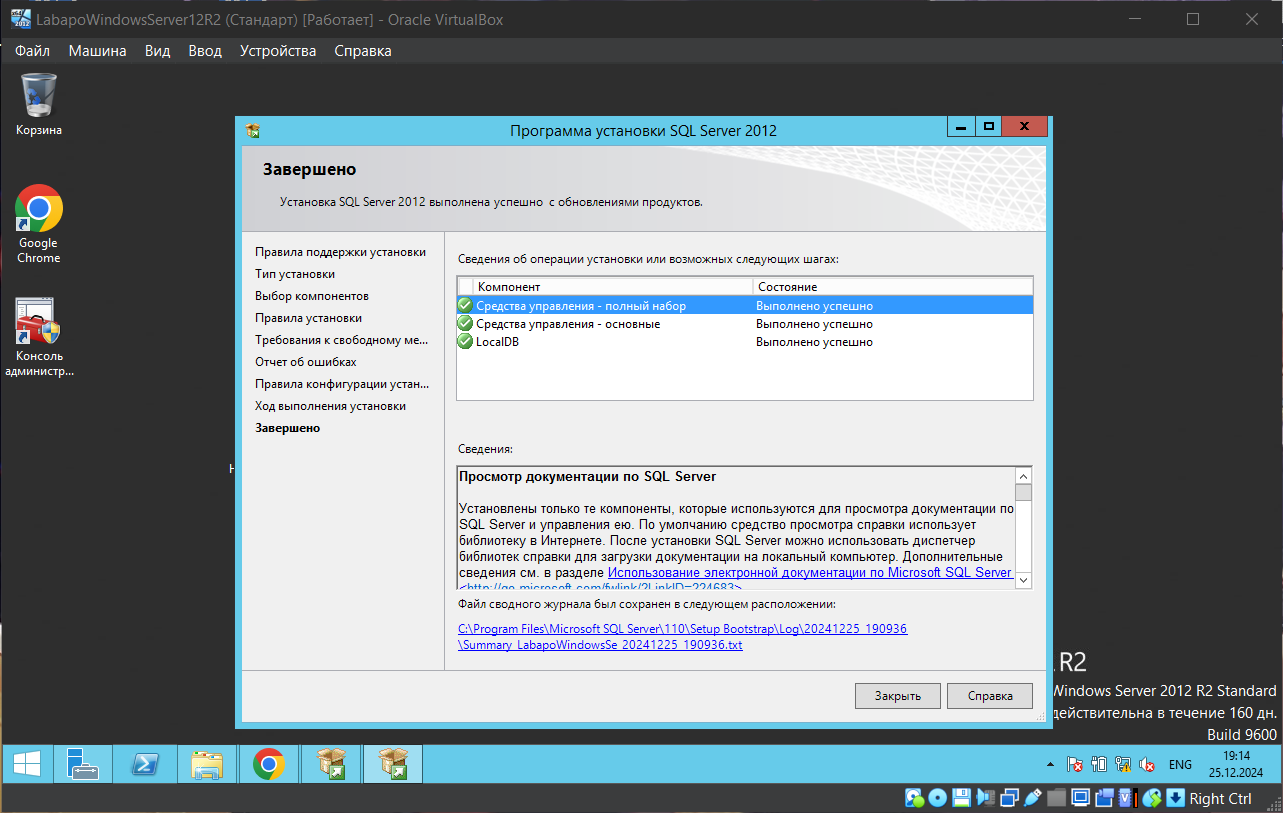 LabapoWindowsServer12R2 (Стандарт) [Работает] - Oracle VirtualBox
Файл Машина Вид Ввод Устройства Справка
Корзина
Google
Chrome
Консоль
администр...
Программа установки SQL Server 2012
Завершено
Установка SQL Server 2012 выполнена успешно с обновлениями продуктов.
Правила поддержки установки
Тип установки
Выбор компонентов
Правила установки
Требования к свободному ме...
Отчет об ошибках
Правила конфигурации устан...
Ход выполнения установки
Завершено
Сведения об операции установки или возможных следующих шагах:
Компонент Состояние
Средства управления - полный набор Выполнено успешно
Средства управления - основные Выполнено успешно
LocalDB Выполнено успешно
Сведения:
Просмотр документации по SQL Server
Установлены только те компоненты, которые используются для просмотра документации по
SQL Server и управления ею. По умолчанию средство просмотра справки использует
библиотеку в Интернете. После установки SQL Server можно использовать диспетчер
библиотек справки для загрузки документации на локальный компьютер. Дополнительные
сведения см. в разделе Использование электронной документации по Microsoft SQL Server
<http://go.microsoft.com/fwlink/?LinkID=224683>
Файл сводного журнала был сохранен в следующем расположении:
C:\Program Files\Microsoft SQL Server\110\Setup Bootstrap\Log\20241225_190936
\Summary_LabapoWindowsSe_20241225_190936.txt
Закрыть Справка
R2
Windows Server 2012 R2 Standard
действительна в течение 160 дн.
Build 9600
ENG
19:14
25.12.2024
Right Ctrl